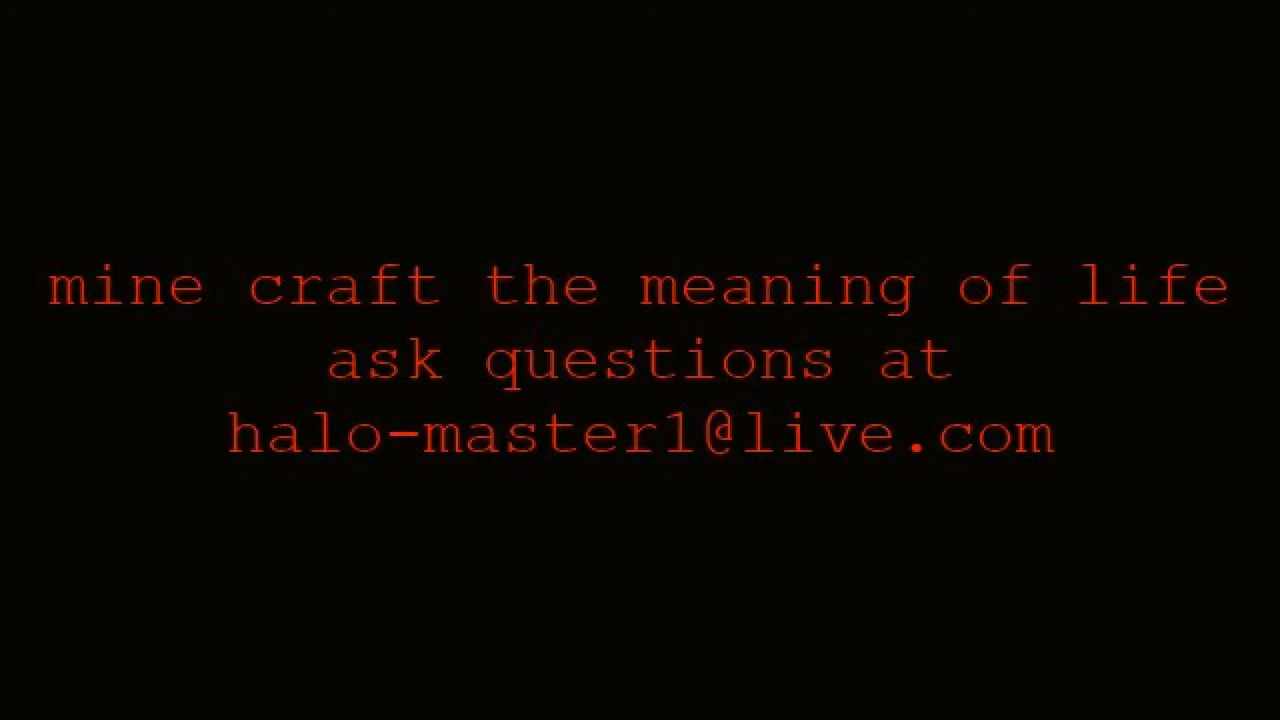 mine craft the meaning of life
ask questions at
halo-master1@live.com